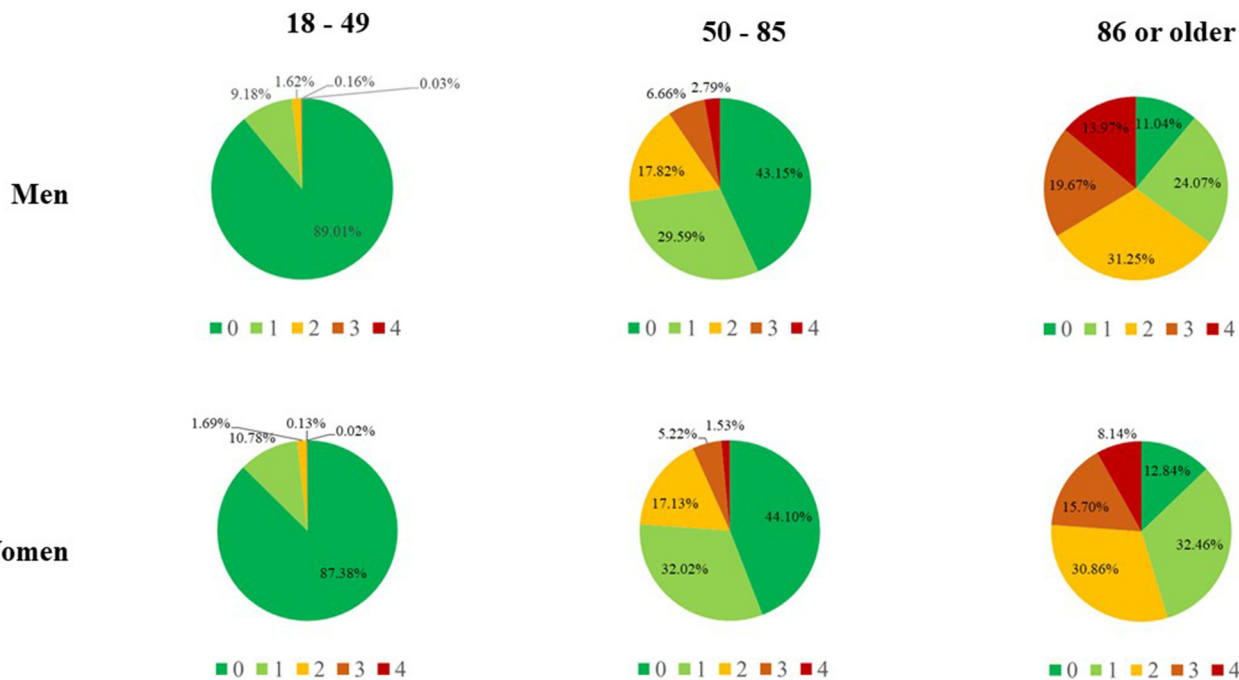 18 - 49
50 - 85
86 or older
Men
9.18%
1.62%
0.16%
0.03%
89.01%
6.66%
2.79%
17.82%
43.15%
29.59%
13.97%
11.04%
19.67%
24.07%
31.25%
0 1 2 3 4
0 1 2 3 4
0 1 2 3 4
omen
1.69%
10.78%
0.13%
0.02%
87.38%
5.22%
1.53%
17.13%
44.10%
32.02%
8.14%
12.84%
15.70%
32.46%
30.86%
0 1 2 3 4
0 1 2 3 4
0 1 2 3 4